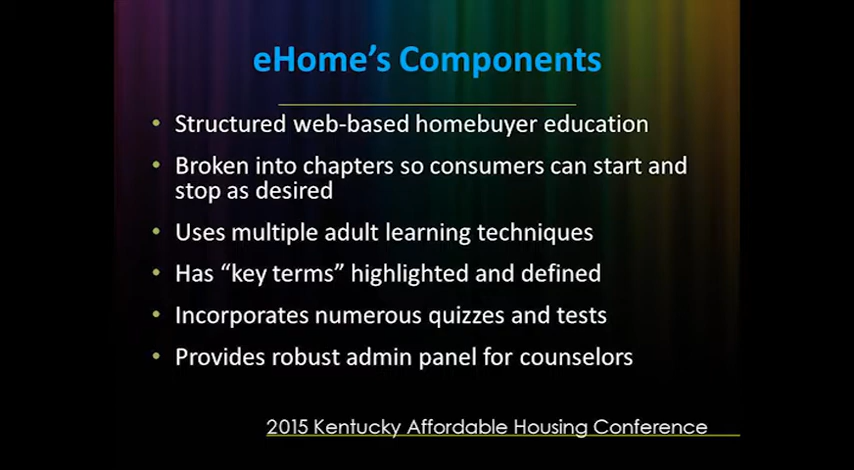 eHome’s Components
• Structured web-based homebuyer education
• Broken into chapters so consumers can start and
stop as desired
• Uses multiple adult learning techniques
• Has “key terms” highlighted and defined
• Incorporates numerous quizzes and tests
• Provides robust admin panel for counselors
2015 Kentucky Affordable Housing Conference